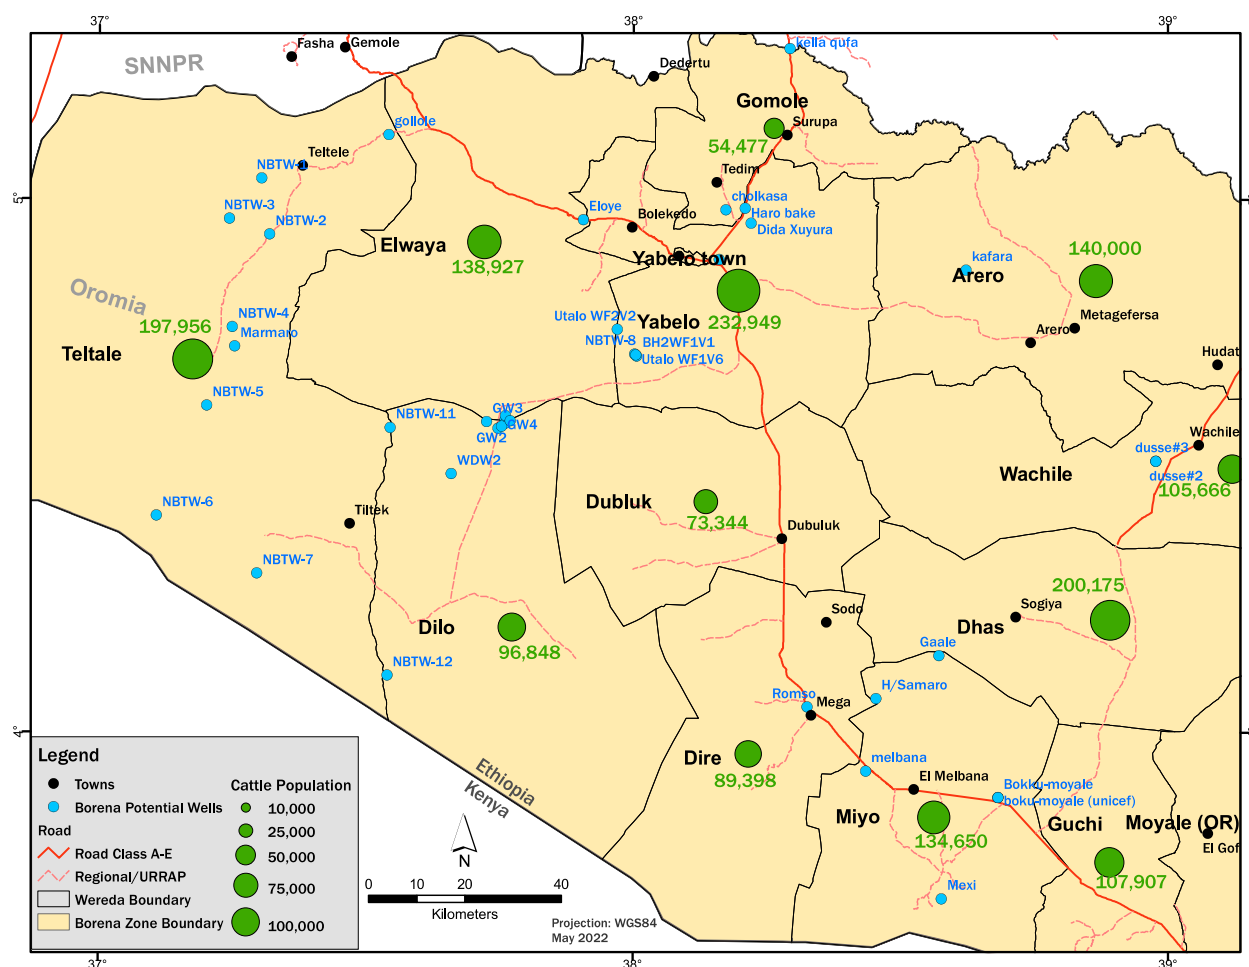 37°
38°
39°
Fasha
Gemole
kella qufa
SNNPR
Dedertu
Gomole
Surupa
gollole
54,477
Teltele
NBTW-
Tedim
5°
cholkasa
NBTW-3
Eloye
Bolekedo
Haro bake
NBTW-2
Dida Xuyura
Elwaya
140,000
Yabelo town
kafara
138,927
Arero
Oromia
NBTW-4
197,956
Marmaro
Utalo WF2V2
Yabelo
232,949
Metagefersa
NBTW-8
BH2WF1V1
Arero
Teltale
Utalo WF1V6
Hudat
NBTW-5
NBTW-11
GW3
GW4
GW2
Wachile
dusse#3
WDW2
Wachile
dusse#2
105,666
NBTW-6
Dubluk
73,344
Tiltek
Dubuluk
NBTW-7
200,175
Sodo
Sogiya
Dilo
Dhas
96,848
Gaale
NBTW-12
H/Samaro
Romso
Mega
4°
Dire
melbana
89,398
Ethiopia
Kenya
El Melbana
Bokku-moyale
boku-moyale (unicef)
Miyo
Guchi
Moyale (OR)
134,650
El Gof
107,907
Mexi
Legend
Towns
Borena Potential Wells
Road
Road Class A-E
Regional/URRAP
Wereda Boundary
Borena Zone Boundary
Cattle Population
10,000
25,000
50,000
75,000
100,000
N
0 10 20 40
Kilometers
Projection: WGS84
May 2022
37°
38°
39°